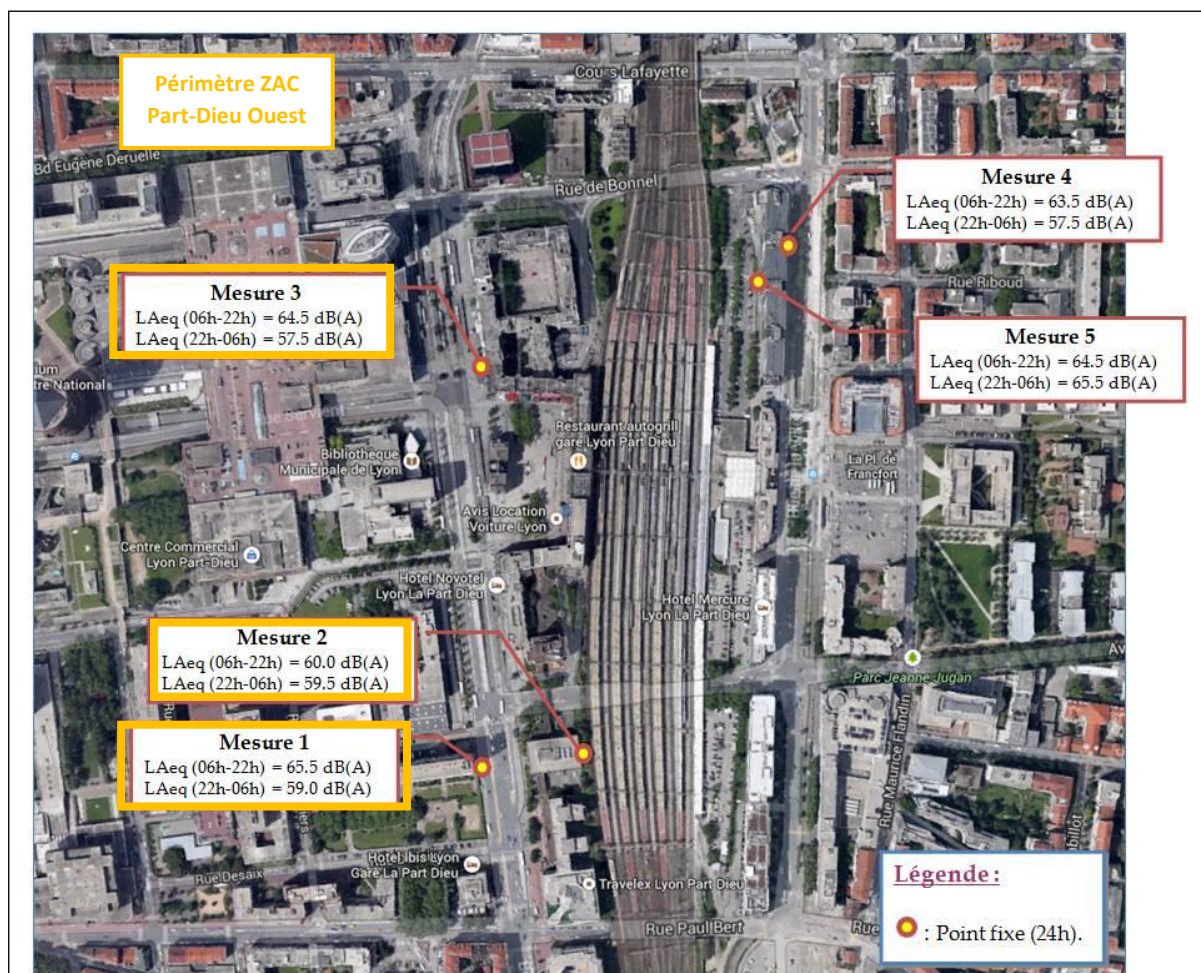 Périmètre ZAC
Part-Dieu Ouest
Cours Lafayette
Bd Eugène Deruelle
Rue de Bonnel
Mesure 4
LAeq (06h-22h) = 63.5 dB(A)
LAeq (22h-06h) = 57.5 dB(A)
Rue Riboud
Mesure 3
LAeq (06h-22h) = 64.5 dB(A)
LAeq (22h-06h) = 57.5 dB(A)
Mesure 5
LAeq (06h-22h) = 64.5 dB(A)
LAeq (22h-06h) = 65.5 dB(A)
tre National
Restaurant autogrill
gare Lyon Part Dieu
Bibliotheque
Municipale de Lyon
La Pl. de
Francfort
Avis Location
Voiture Lyon
Centre Commercial
Lyon Part-Dieu
Hotel Novotel
Lyon La Part Dieu
Hotel Mercure
Lyon La Part Dieu
Mesure 2
LAeq (06h-22h) = 60.0 dB(A)
LAeq (22h-06h) = 59.5 dB(A)
Parc Jeanne Jugan
Mesure 1
LAeq (06h-22h) = 65.5 dB(A)
LAeq (22h-06h) = 59.0 dB(A)
Rue Maurice Flandin
Rue Desaix
Hotel Ibis Lyon
Gare La Part Dieu
Travelex Lyon Part Dieu
Rue Paul Bert
Légende :
: Point fixe (24h).